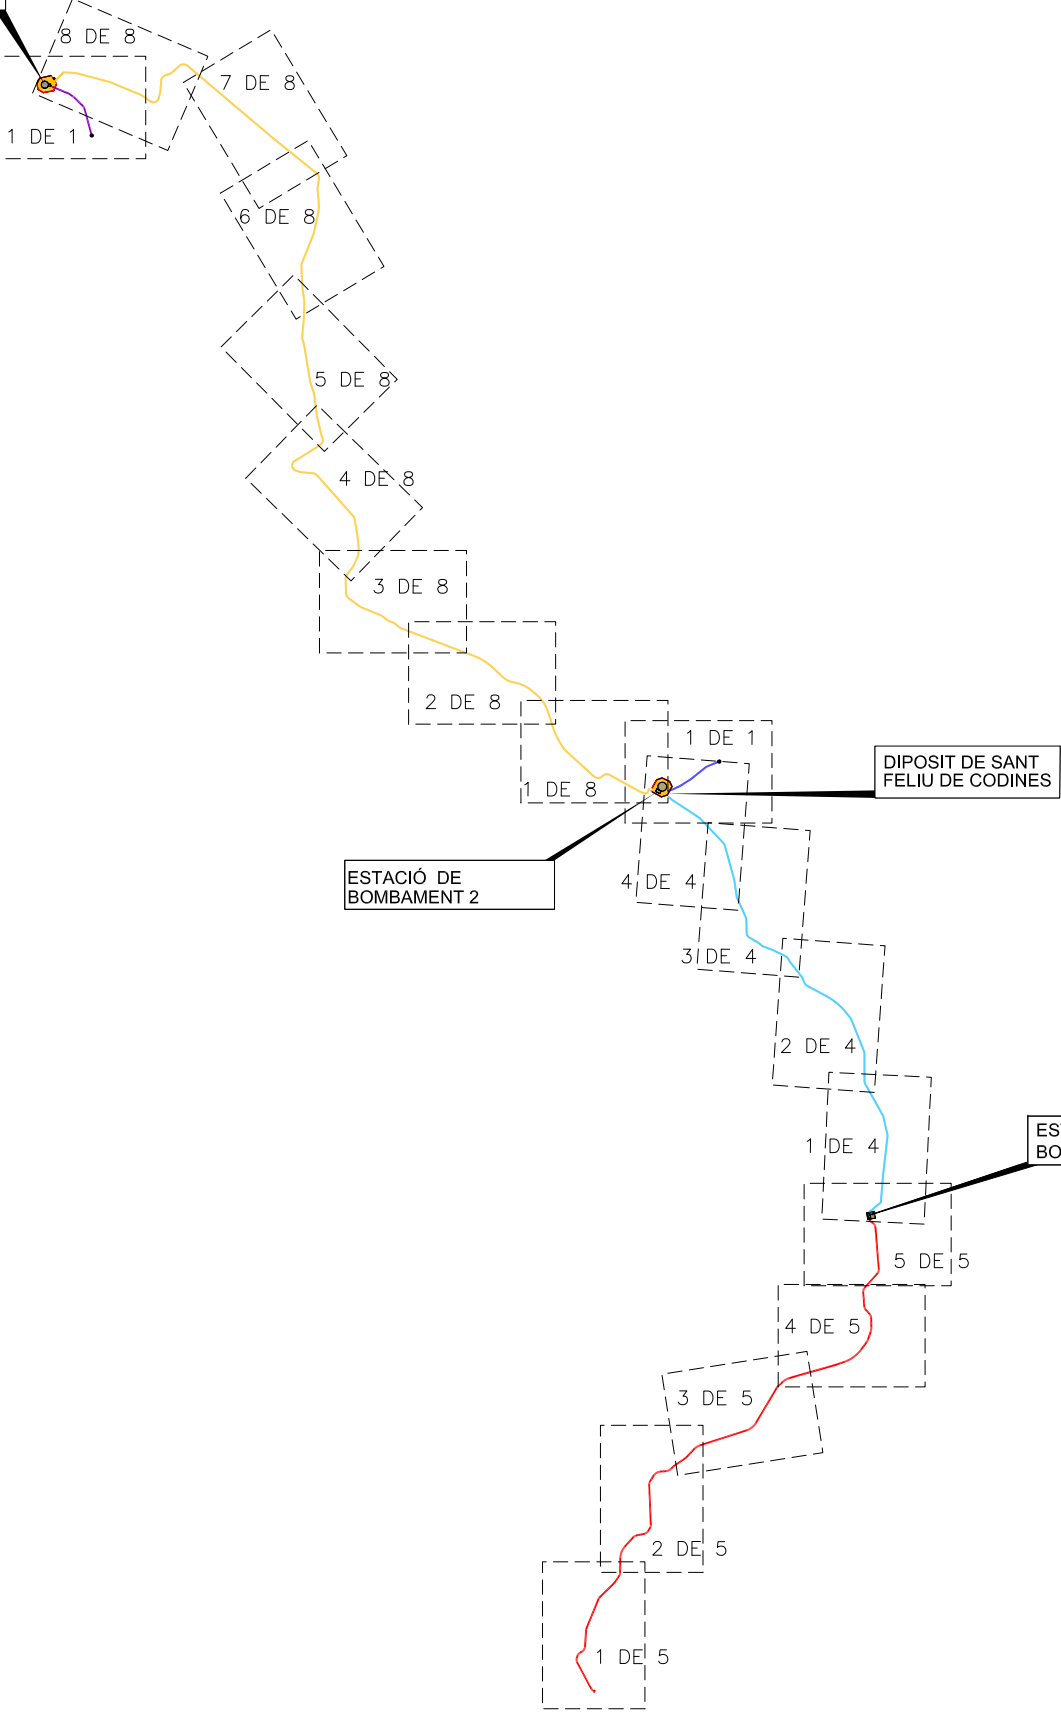 8 DE 8
7 DE 8
1 DE 1
6 DE 8
5 DE 8
4 DE 8
3 DE 8
2 DE 8
1 DE 1
DIPOSIT DE SANT
FELIU DE CODINES
1 DE 8
ESTACIÓ DE
BOMBAMENT 2
4 DE 4
3 DE 4
2 DE 4
1 DE 4
5 DE 5
4 DE 5
3 DE 5
2 DE 5
1 DE 5